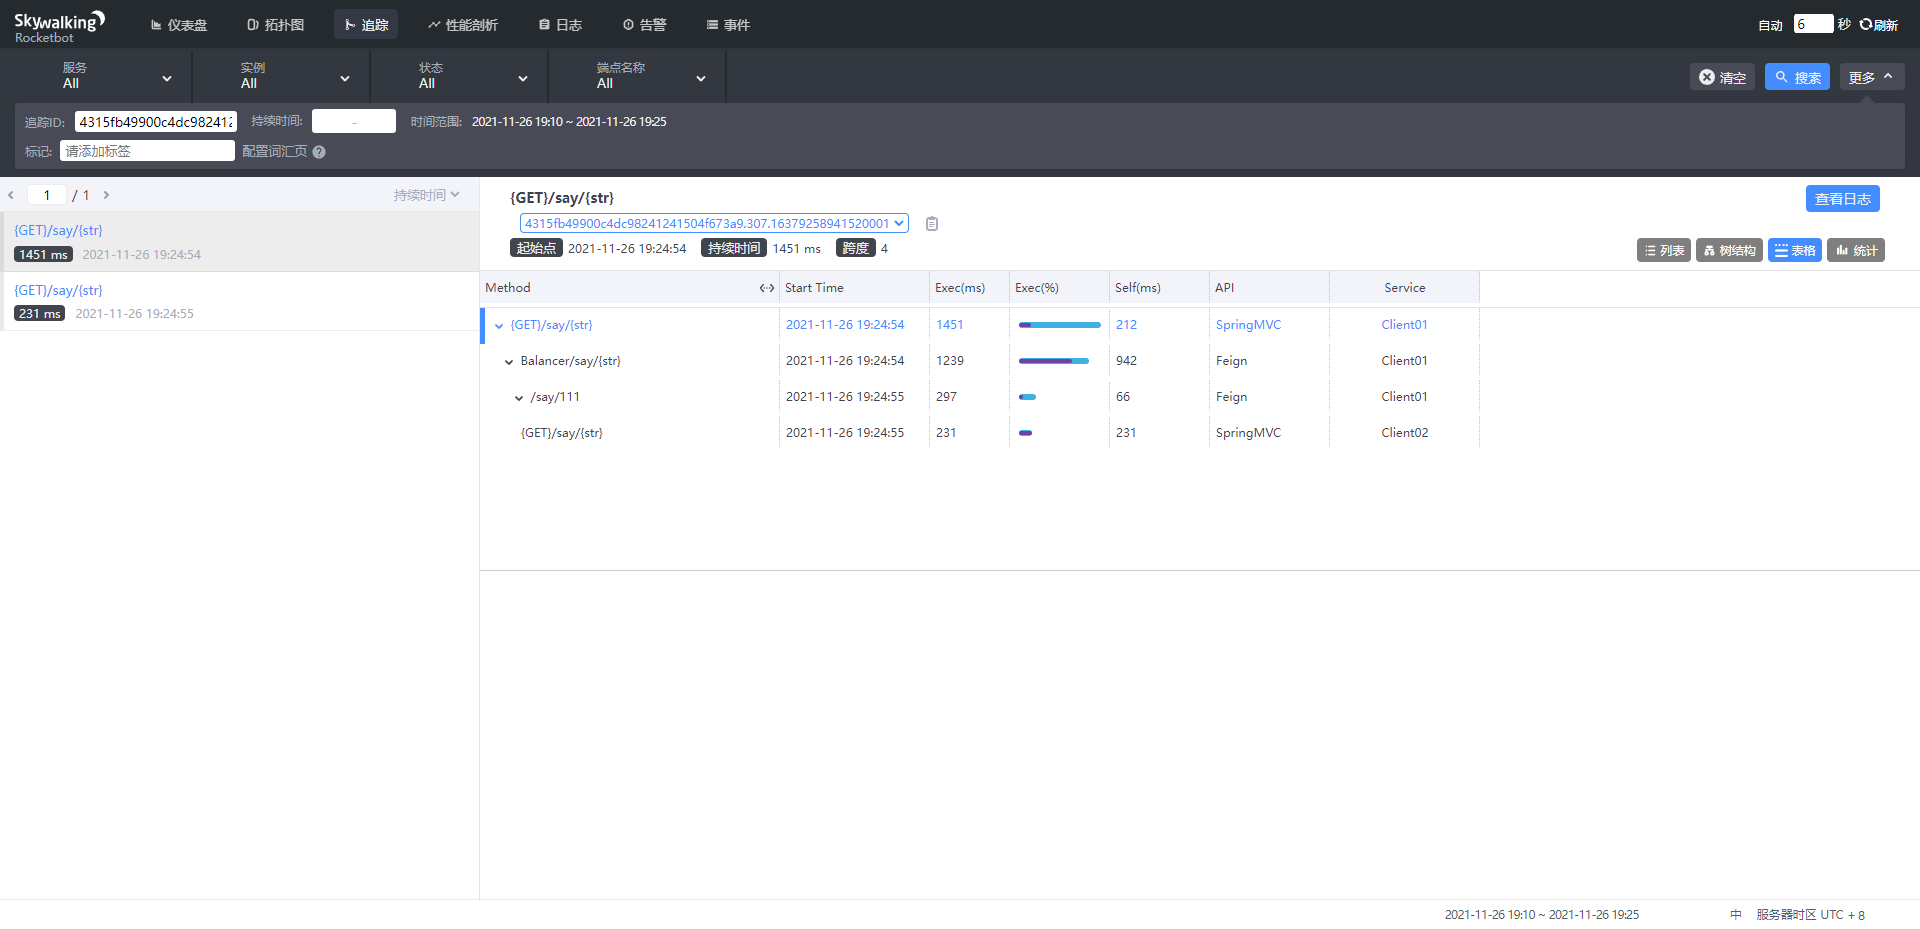 Skywalking
Rocketbot
仪表盘 拓扑图 追踪 性能剖析 日志 告警 事件 自动 6 秒 刷新
服务 实例 状态 端点名称
All All All All 清空 搜索 更多
追踪ID: 4315fb49900c4dc982412 持续时间: - 时间范围: 2021-11-26 19:10 ~ 2021-11-26 19:25
标记: 请添加标签 配置词汇页 ?
1 / 1 持续时间
{GET}/say/{str}
1451 ms 2021-11-26 19:24:54
{GET}/say/{str}
231 ms 2021-11-26 19:24:55
{GET}/say/{str} 查看日志
4315fb49900c4dc98241241504f673a9.307.16379258941520001
起始点 2021-11-26 19:24:54 持续时间 1451 ms 跨度 4 列表 树结构 表格 统计
Method Start Time Exec(ms) Exec(%) Self(ms) API Service
{GET}/say/{str} 2021-11-26 19:24:54 1451 212 SpringMVC Client01
Balancer/say/{str} 2021-11-26 19:24:54 1239 942 Feign Client01
/say/111 2021-11-26 19:24:55 297 66 Feign Client01
{GET}/say/{str} 2021-11-26 19:24:55 231 231 SpringMVC Client02
2021-11-26 19:10 ~ 2021-11-26 19:25 中 服务器时区 UTC + 8